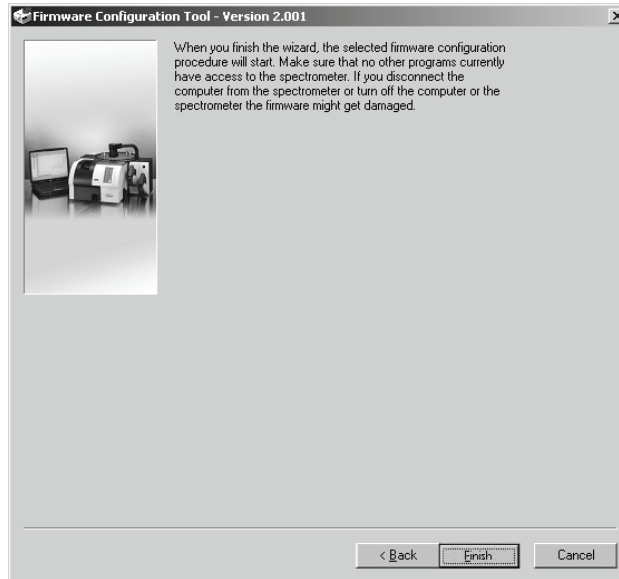 Firmware Configuration Tool - Version 2.001
When you finish the wizard, the selected firmware configuration
procedure will start. Make sure that no other programs currently
have access to the spectrometer. If you disconnect the
computer from the spectrometer or turn off the computer or the
spectrometer the firmware might get damaged.
< Back
Finish
Cancel